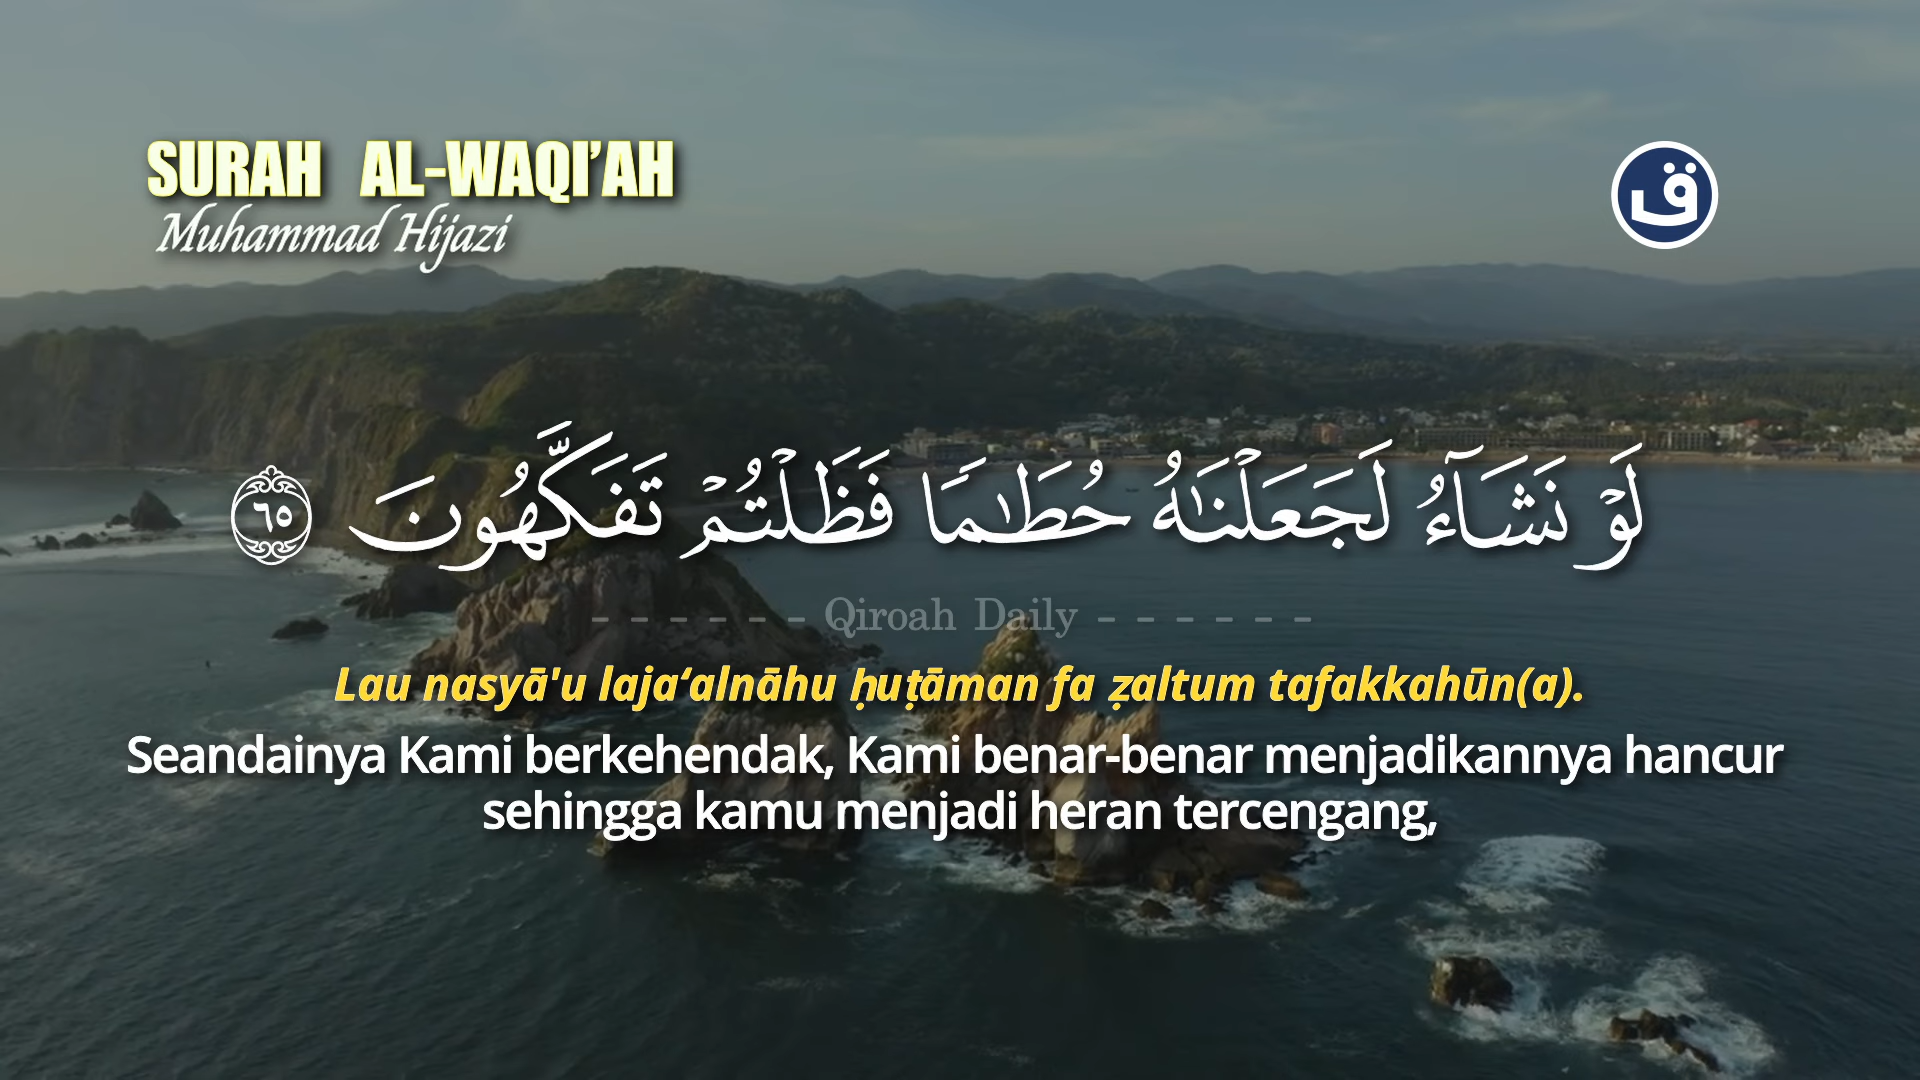 SURAH AL-WAQI’AH
Muhammad Hijazi
ق
لَوْ نَشَاۤءُ لَجَعَلْنٰهُ حُطَامًا فَظَلْتُمْ تَفَكَّهُونَ ٦٥
- - - - - - Qiroah Daily - - - - - -
Lau nasyā'u laja‘alnāhu ḥuṭāman fa ẓaltum tafakkahūn(a).
Seandainya Kami berkehendak, Kami benar-benar menjadikannya hancur
sehingga kamu menjadi heran tercengang,